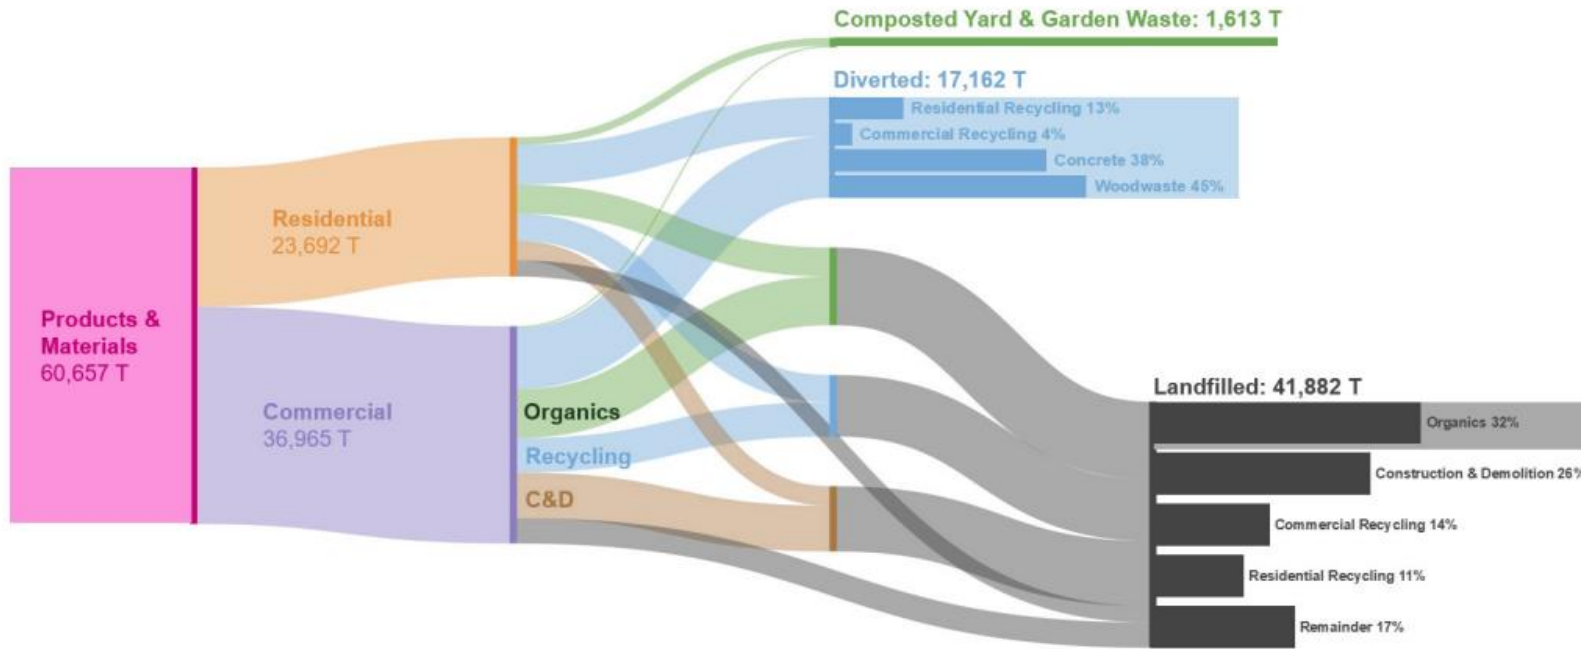 Composted Yard & Garden Waste: 1,613 T
Diverted: 17,162 T
Residential Recycling 13%
Commercial Recycling 4%
Concrete 38%
Woodwaste 45%
Residential
23,692 T
Products &
Materials
60,657 T
Commercial
36,965 T
Organics
Recycling
C&D
Landfilled: 41,882 T
Organics 32%
Construction & Demolition 26%
Commercial Recycling 14%
Residential Recycling 11%
Remainder 17%